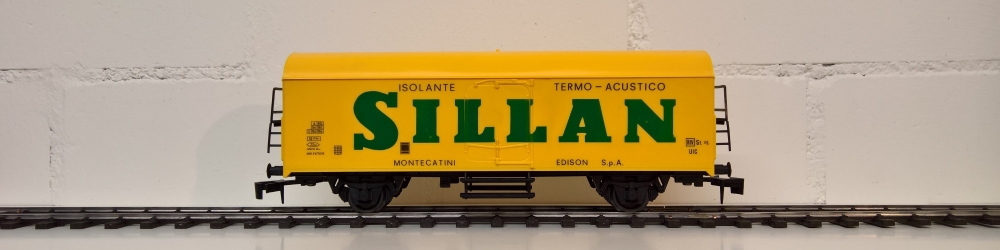 ISOLANTE TERMO-ACUSTICO
SILLAN
MONTECATINI EDISON S.p.A.
UIC